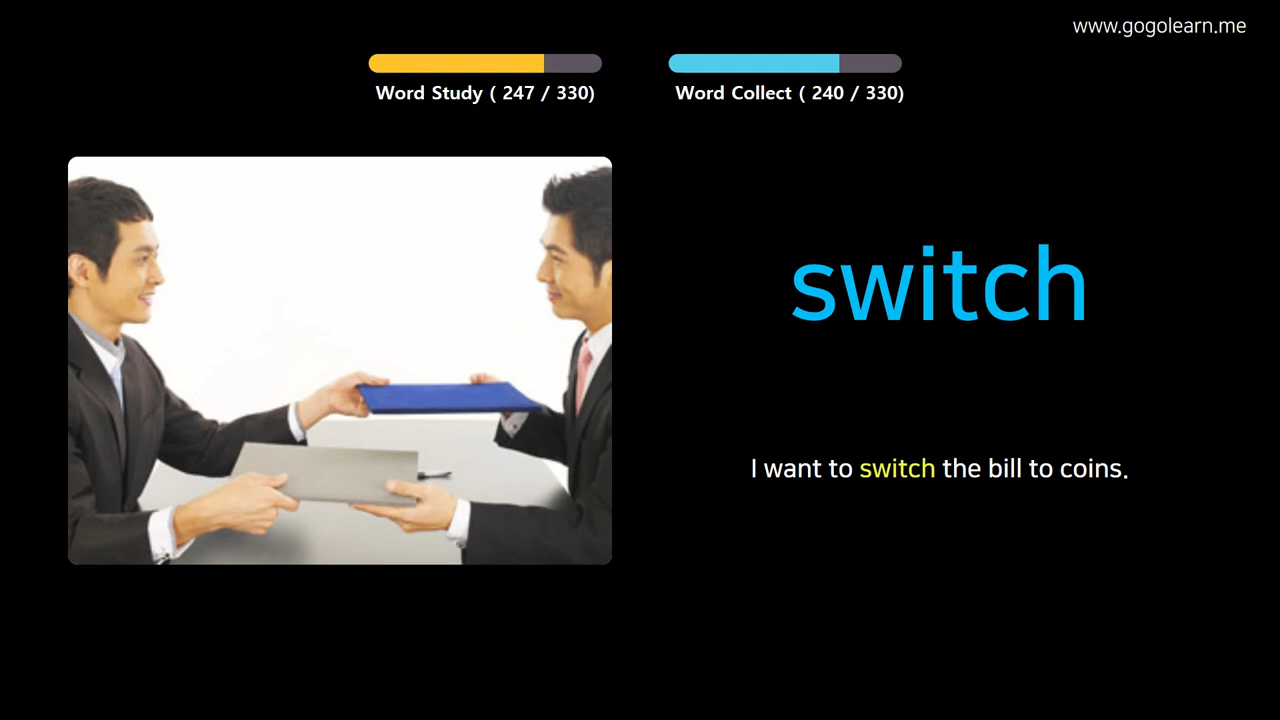 www.gogolearn.me
Word Study ( 247 / 330)
Word Collect ( 240 / 330)
switch
I want to switch the bill to coins.